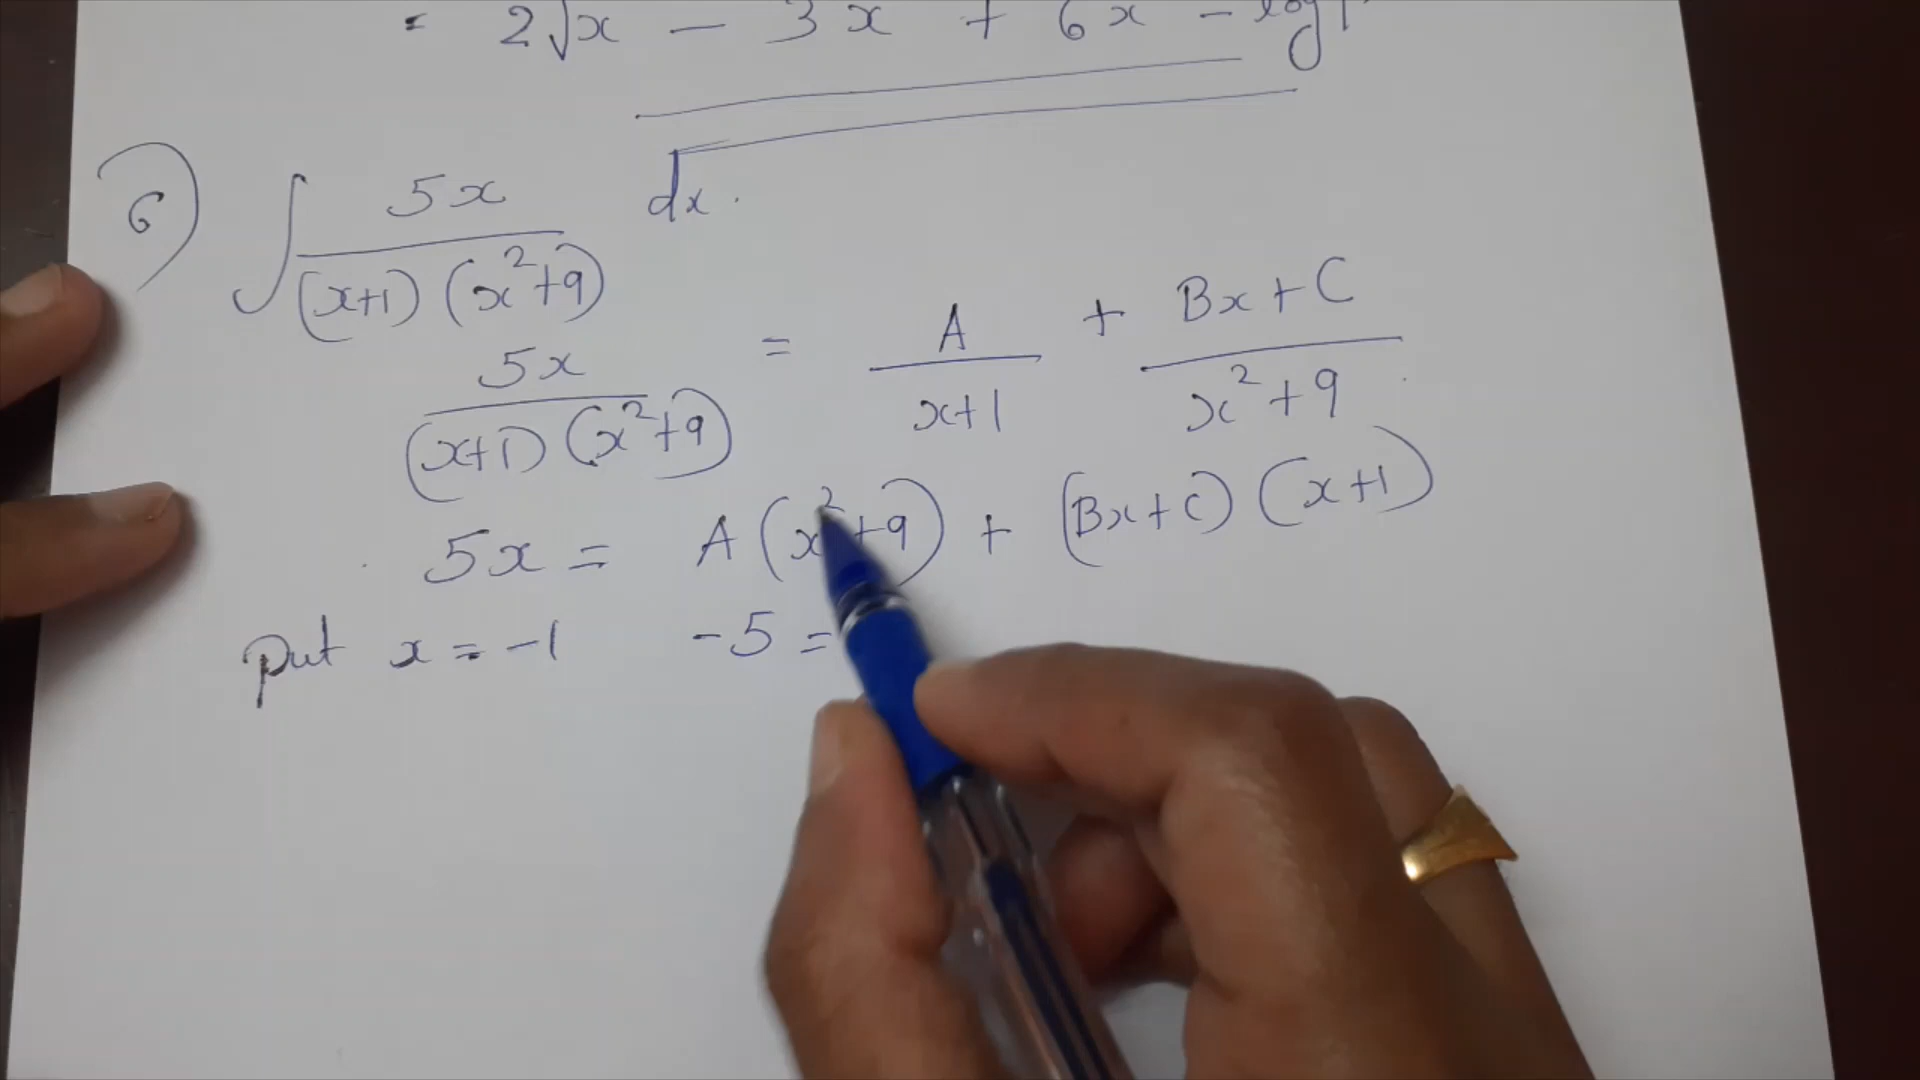 = 2√x - 3x + 6x - log
6) ∫ 5x / (x+1) (x²+9) dx.
5x / (x+1) (x²+9) = A / x+1 + Bx+C / x²+9
5x = A (x²+9) + (Bx+C) (x+1)
put x = -1 -5 =